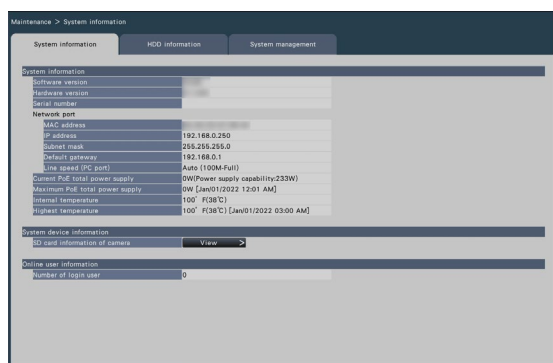 Maintenance > System information
System information HDD information System management
System information
Software version
Hardware version
Serial number
Network port
MAC address
IP address 192.168.0.250
Subnet mask 255.255.255.0
Default gateway 192.168.0.1
Line speed (PC port) Auto (100M-Full)
Current PoE total power supply 0W(Power supply capability:233W)
Maximum PoE total power supply 0W [Jan/01/2022 12:01 AM]
Internal temperature 100° F(38℃)
Highest temperature 100° F(38℃) [Jan/01/2022 03:00 AM]
System device information
SD card information of camera View >
Online user information
Number of login user 0